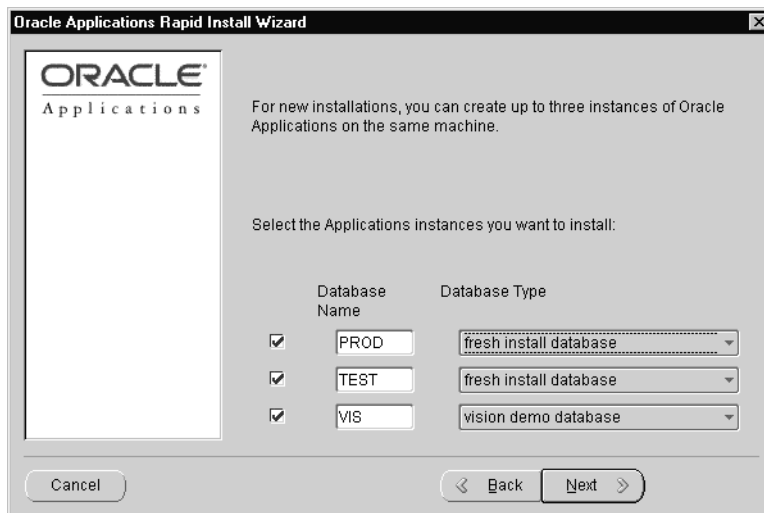 Oracle Applications Rapid Install Wizard
ORACLE
Applications
For new installations, you can create up to three instances of Oracle
Applications on the same machine.
Select the Applications instances you want to install:
Database Name
Database Type
PROD
fresh install database
TEST
fresh install database
VIS
vision demo database
Cancel
Back
Next